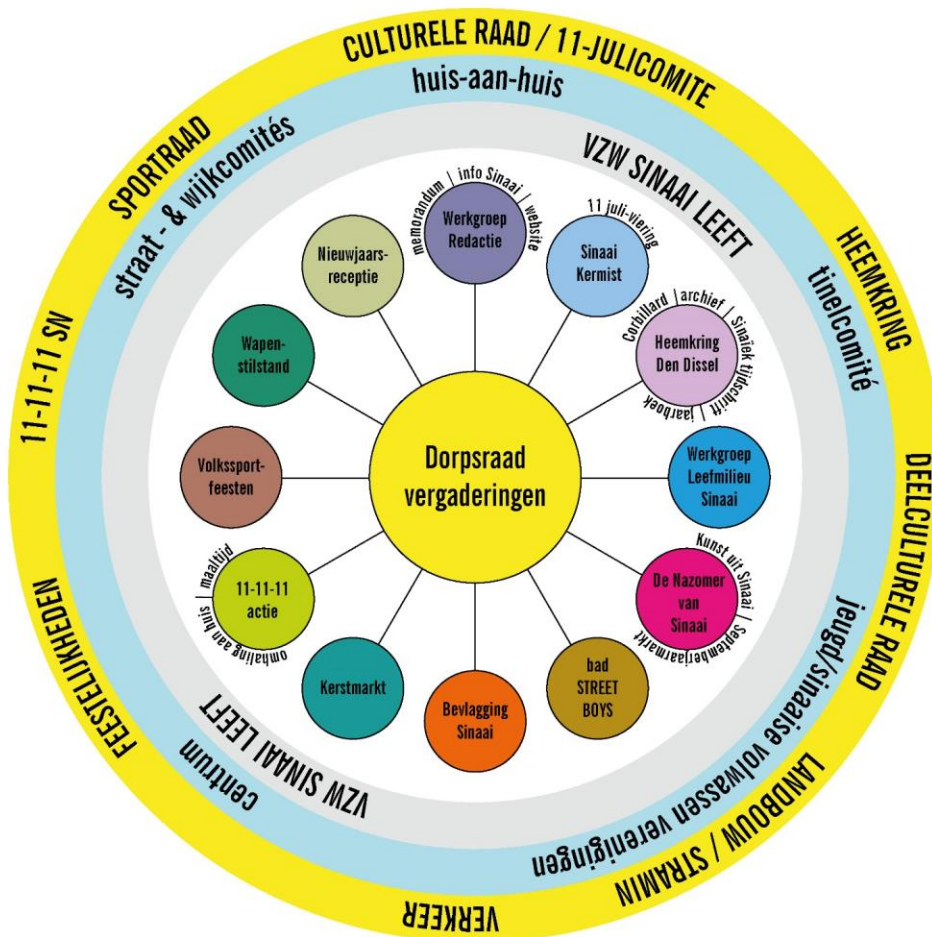 CULTURELE RAAD / 11-JULICOMITE
HEEMKRING
DEELCULTURELE RAAD
LANDBOUW / STRAMIN
VERKEER
FEESTELIJKHEDEN
11-11-11 SN
SPORTRAAD
huis-aan-huis
tinelcomité
jeugd/sinaaise volwassen verenigingen
centrum
straat - & wijkcomités
VZW SINAAI LEEFT
VZW SINAAI LEEFT
memorandum | info Sinaai | website
Werkgroep
Redactie
11 juli-viering
Sinaai
Kermist
Corbillard | archief | Sinaïek tijdschrift | jaarboek
Heemkring
Den Dissel
Werkgroep
Leefmilieu
Sinaai
Kunst uit Sinaai | Septemberjaarmarkt
De Nazomer
van
Sinaai
bad
STREET
BOYS
Bevlagging
Sinaai
Kerstmarkt
omhaling aan huis | maaltijd
11-11-11
actie
Volkssport-
feesten
Wapen-
stilstand
Nieuwjaars-
receptie
Dorpsraad
vergaderingen